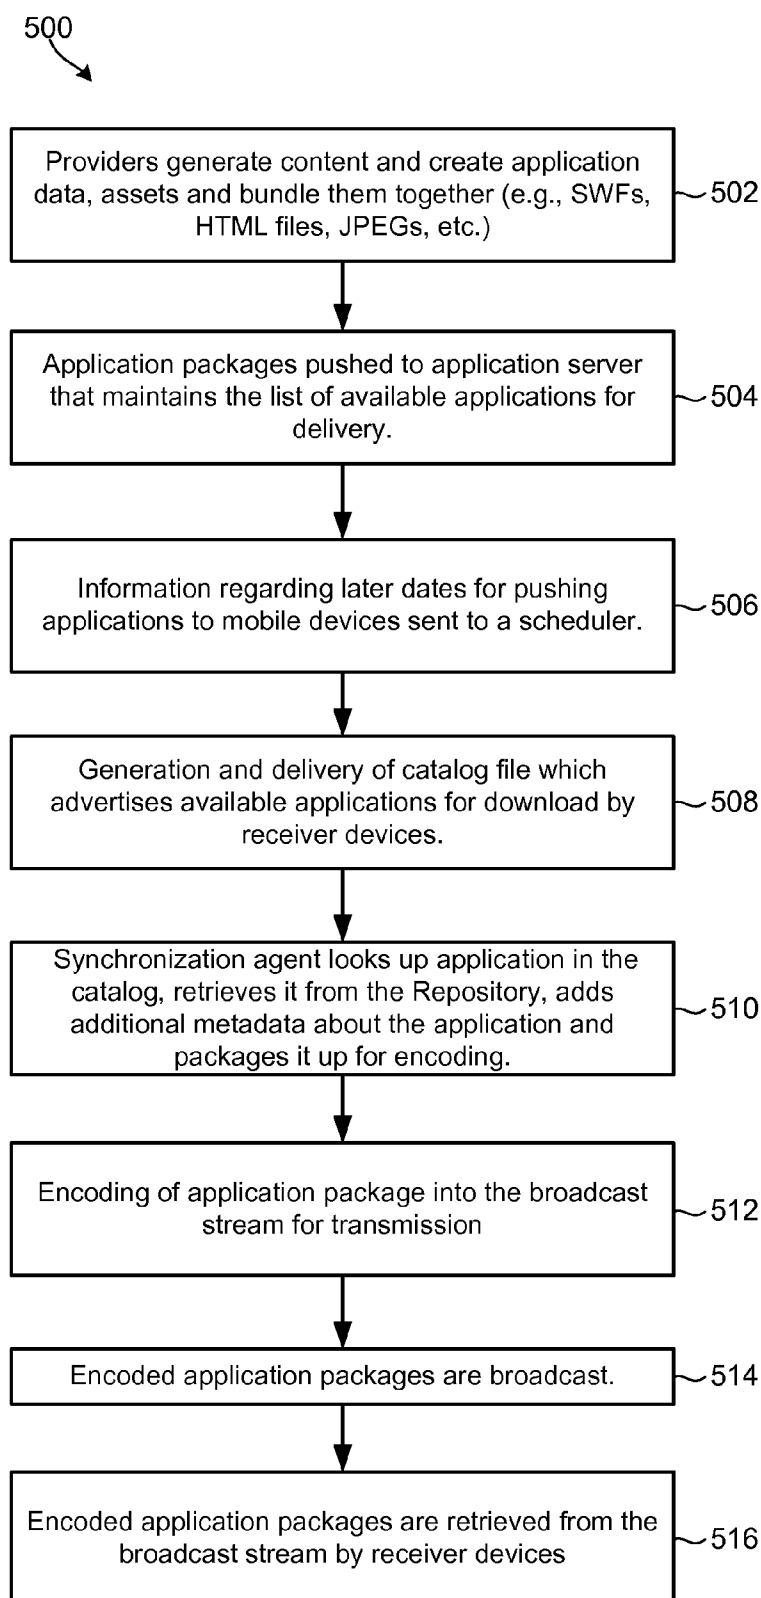 500
Providers generate content and create application
data, assets and bundle them together (e.g., SWFs,
HTML files, JPEGs, etc.)
502
Application packages pushed to application server
that maintains the list of available applications for
delivery.
504
Information regarding later dates for pushing
applications to mobile devices sent to a scheduler.
506
Generation and delivery of catalog file which
advertises available applications for download by
receiver devices.
508
Synchronization agent looks up application in the
catalog, retrieves it from the Repository, adds
additional metadata about the application and
packages it up for encoding.
510
Encoding of application package into the broadcast
stream for transmission
512
Encoded application packages are broadcast.
514
Encoded application packages are retrieved from the
broadcast stream by receiver devices
516